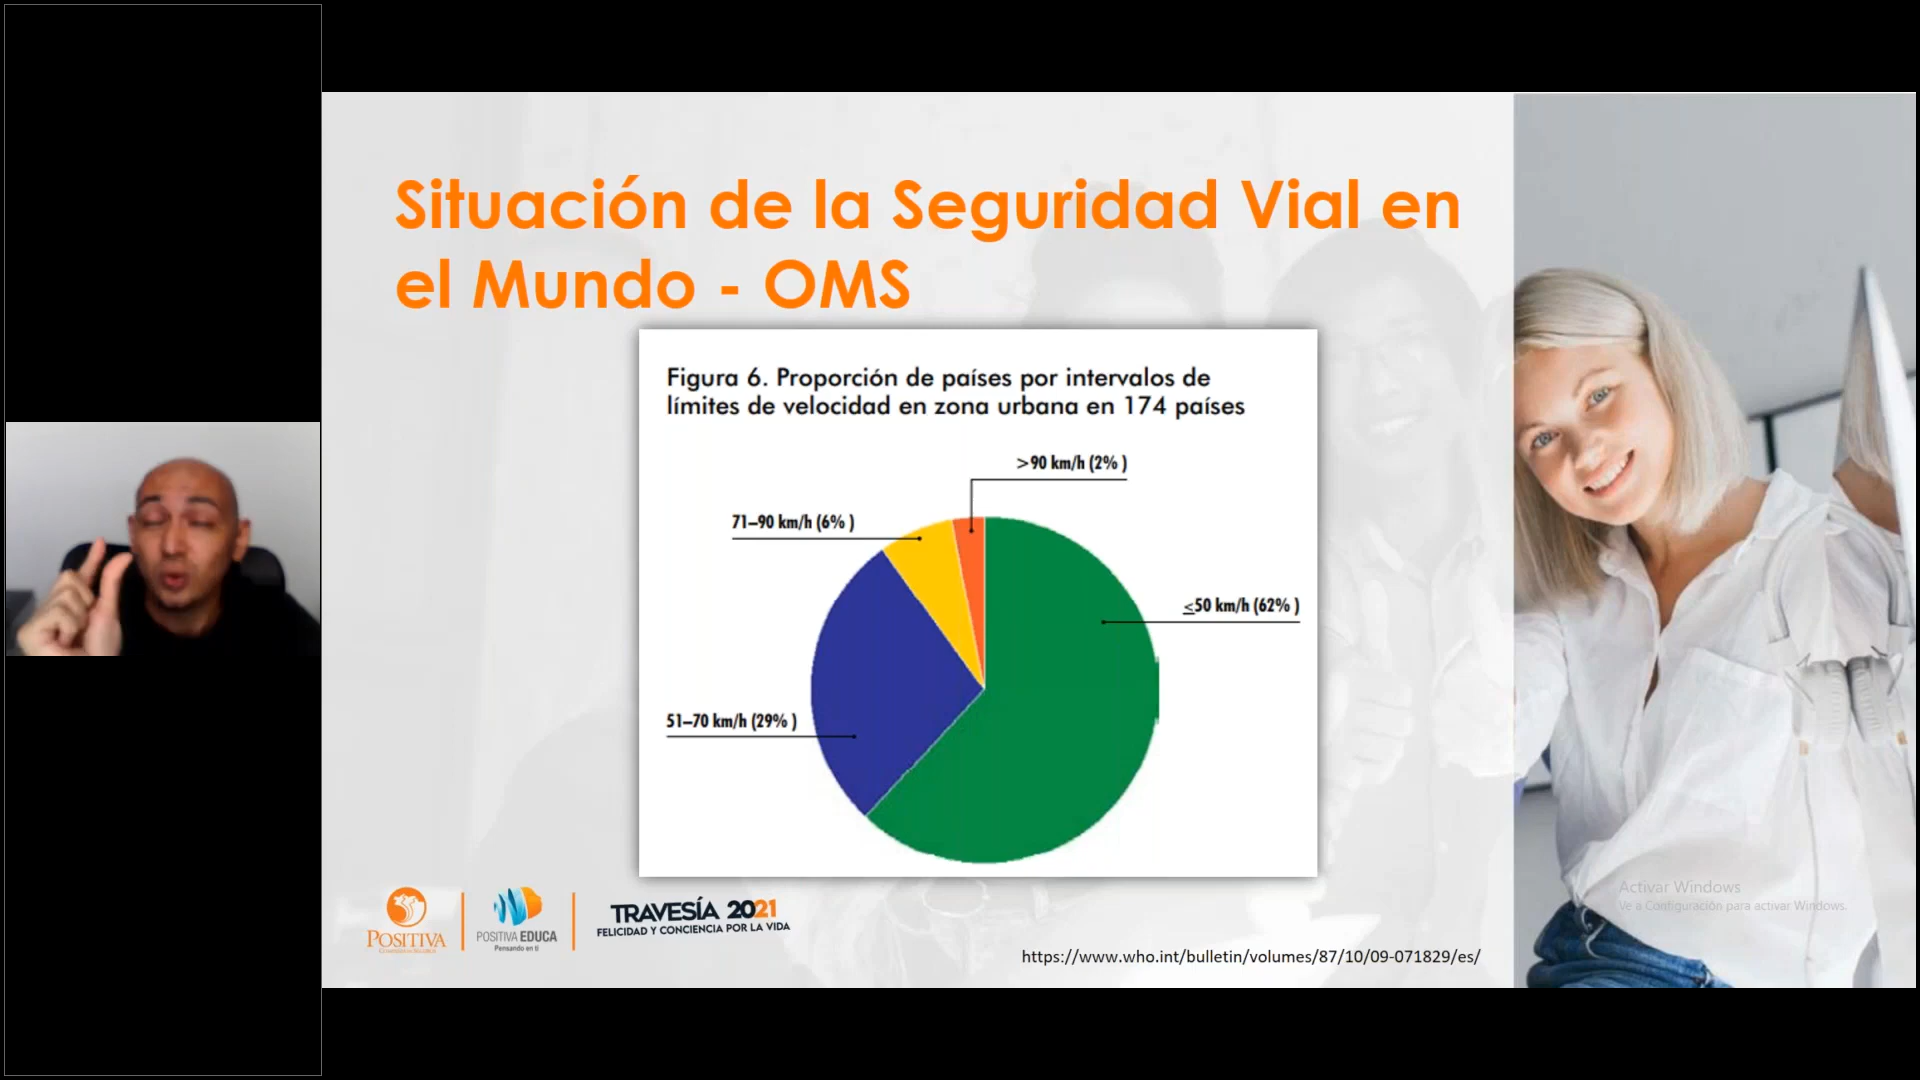 Situación de la Seguridad Vial en
el Mundo - OMS
Figura 6. Proporción de países por intervalos de
límites de velocidad en zona urbana en 174 países
>90 km/h (2% )
71–90 km/h (6% )
≤50 km/h (62% )
51–70 km/h (29% )
Activar Windows
Ve a Configuración para activar Windows.
POSITIVA
POSITIVA EDUCA
Pensando en ti
TRAVESÍA 2021
FELICIDAD Y CONCIENCIA POR LA VIDA
https://www.who.int/bulletin/volumes/87/10/09-071829/es/